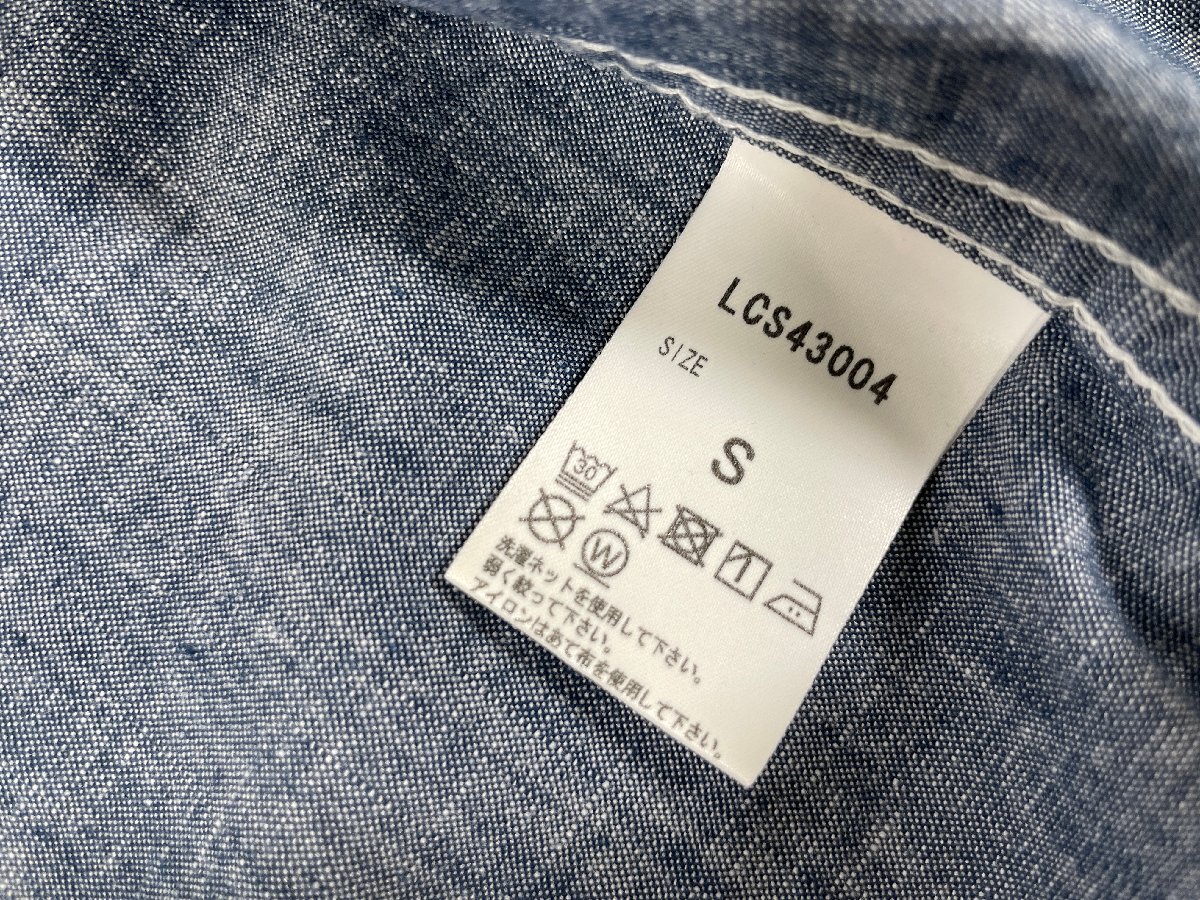 LCS43004
SIZE
S
30
W
洗濯ネットを使用して下さい。
弱く絞って下さい。
アイロンはあて布を使用して下さい。